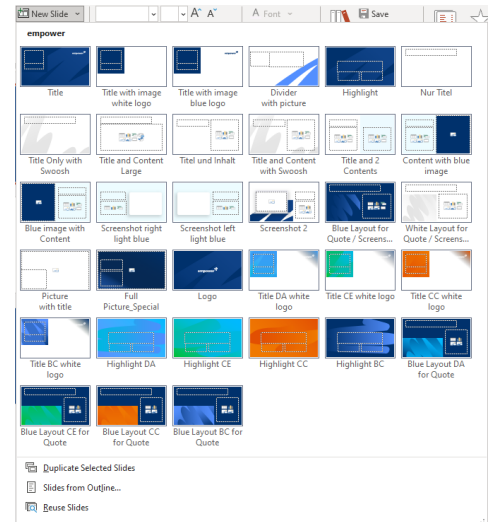 New Slide
A^ A˅
A Font
Save
empower
Title
Title with image
white logo
Title with image
blue logo
Divider
with picture
Highlight
Nur Titel
Title Only with
Swoosh
Title and Content
Large
Titel und Inhalt
Title and Content
with Swoosh
Title and 2
Contents
Content with blue
image
Blue image with
Content
Screenshot right
light blue
Screenshot left
light blue
Screenshot 2
Blue Layout for
Quote / Screens...
White Layout for
Quote / Screens...
Picture
with title
Full
Picture_Special
empower
Logo
Title DA white
logo
Title CE white logo
Title CC white
logo
Title BC white
logo
Highlight DA
Highlight CE
Highlight CC
Highlight BC
Blue Layout DA
for Quote
Blue Layout CE for
Quote
Blue Layout CC
for Quote
Blue Layout BC for
Quote
Duplicate Selected Slides
Slides from Outline...
Reuse Slides